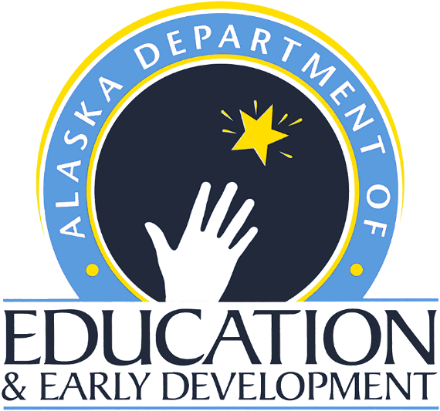 ALASKA DEPARTMENT OF
EDUCATION
& EARLY DEVELOPMENT